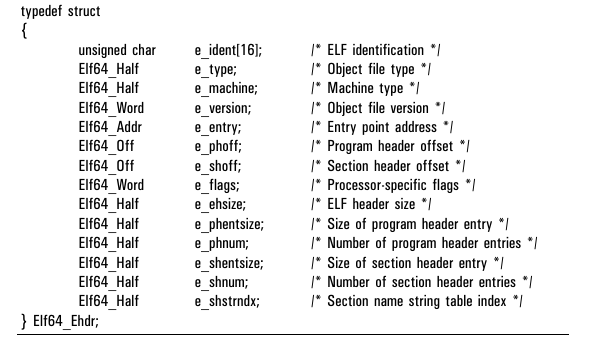 typedef struct
{
unsigned char e_ident[16]; /* ELF identification */
Elf64_Half e_type; /* Object file type */
Elf64_Half e_machine; /* Machine type */
Elf64_Word e_version; /* Object file version */
Elf64_Addr e_entry; /* Entry point address */
Elf64_Off e_phoff; /* Program header offset */
Elf64_Off e_shoff; /* Section header offset */
Elf64_Word e_flags; /* Processor-specific flags */
Elf64_Half e_ehsize; /* ELF header size */
Elf64_Half e_phentsize; /* Size of program header entry */
Elf64_Half e_phnum; /* Number of program header entries */
Elf64_Half e_shentsize; /* Size of section header entry */
Elf64_Half e_shnum; /* Number of section header entries */
Elf64_Half e_shstrndx; /* Section name string table index */
} Elf64_Ehdr;